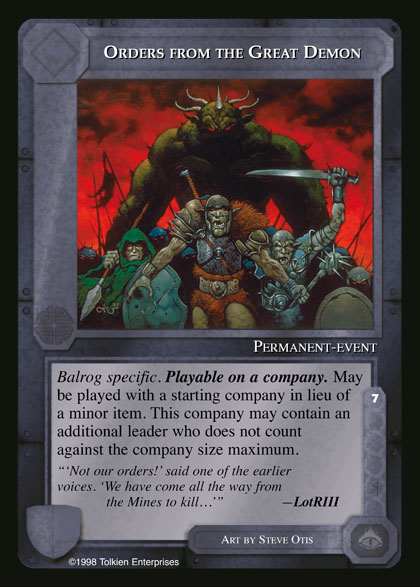 Orders from the Great Demon
Permanent-event
Balrog specific. Playable on a company. May
be played with a starting company in lieu of
a minor item. This company may contain an
additional leader who does not count
against the company size maximum.
“‘Not our orders!’ said one of the earlier
voices. ‘We have come all the way from
the Mines to kill…’” –LotRIII
7
Art by Steve Otis
©1998 Tolkien Enterprises